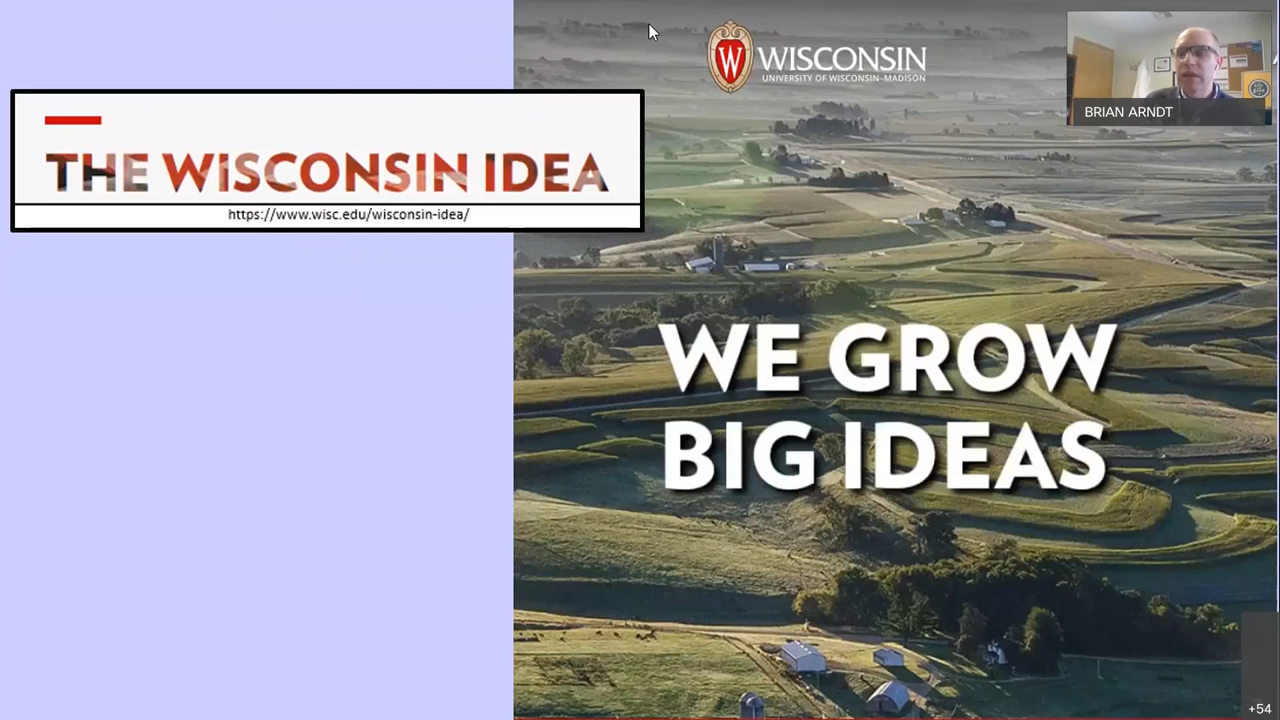 THE WISCONSIN IDEA
https://www.wisc.edu/wisconsin-idea/
W WISCONSIN
UNIVERSITY OF WISCONSIN–MADISON
BRIAN ARNDT
WE GROW
BIG IDEAS
+54